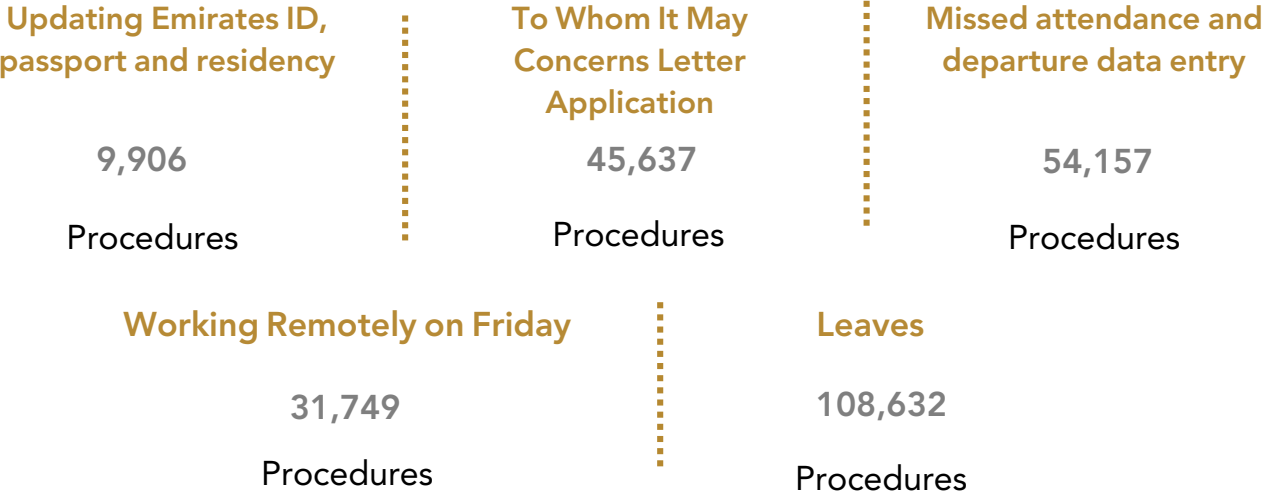 Updating Emirates ID,
passport and residency
9,906
Procedures
To Whom It May
Concerns Letter
Application
45,637
Procedures
Missed attendance and
departure data entry
54,157
Procedures
Working Remotely on Friday
31,749
Procedures
Leaves
108,632
Procedures